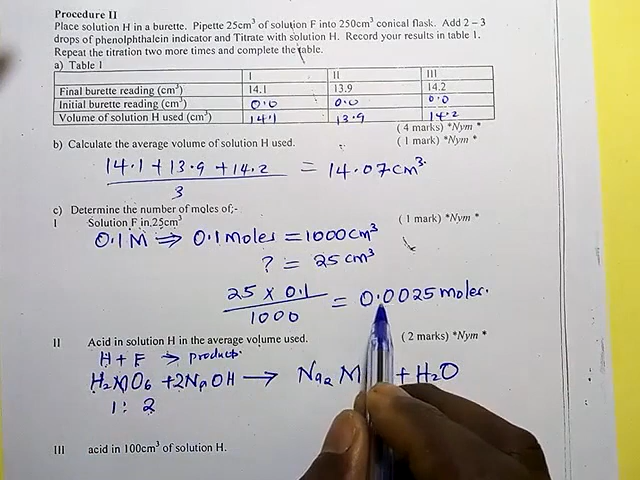 Procedure II
Place solution H in a burette. Pipette 25cm³ of solution F into 250cm³ conical flask. Add 2 – 3
drops of phenolphthalein indicator and Titrate with solution H. Record your results in table 1.
Repeat the titration two more times and complete the table.
a) Table 1
I II III
Final burette reading (cm³) 14.1 13.9 14.2
Initial burette reading (cm³) 0.0 0.0 0.0
Volume of solution H used (cm³) 14.1 13.9 14.2
( 4 marks) *Nym *
b) Calculate the average volume of solution H used. ( 1 mark) *Nym *
14.1 + 13.9 + 14.2 = 14.07cm³.
3
c) Determine the number of moles of;-
I Solution F in 25cm³ ( 1 mark) *Nym *
0.1M ⇒ 0.1moles = 1000cm³
? = 25cm³
25 × 0.1 = 0.0025 moles.
1000
II Acid in solution H in the average volume used. ( 2 marks) *Nym *
H + F → product
H₂ O₆ + 2NaOH → Na₂ M + H₂O
1 : 2
III acid in 100cm³ of solution H.